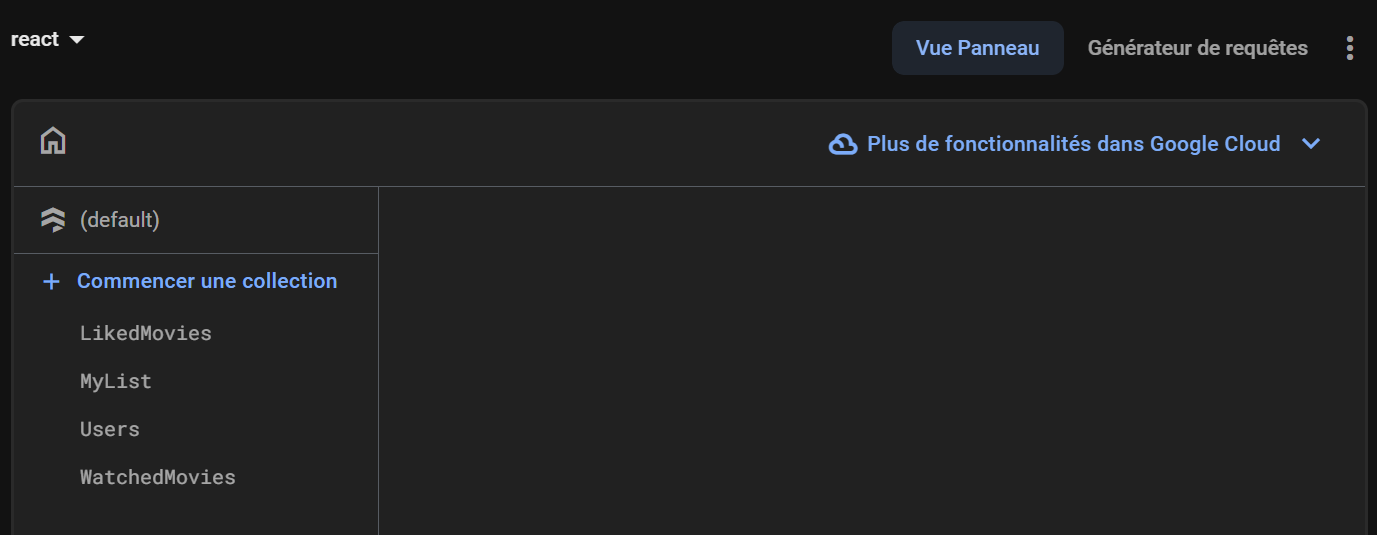 react
Vue Panneau
Générateur de requêtes
Plus de fonctionnalités dans Google Cloud
(default)
+ Commencer une collection
LikedMovies
MyList
Users
WatchedMovies